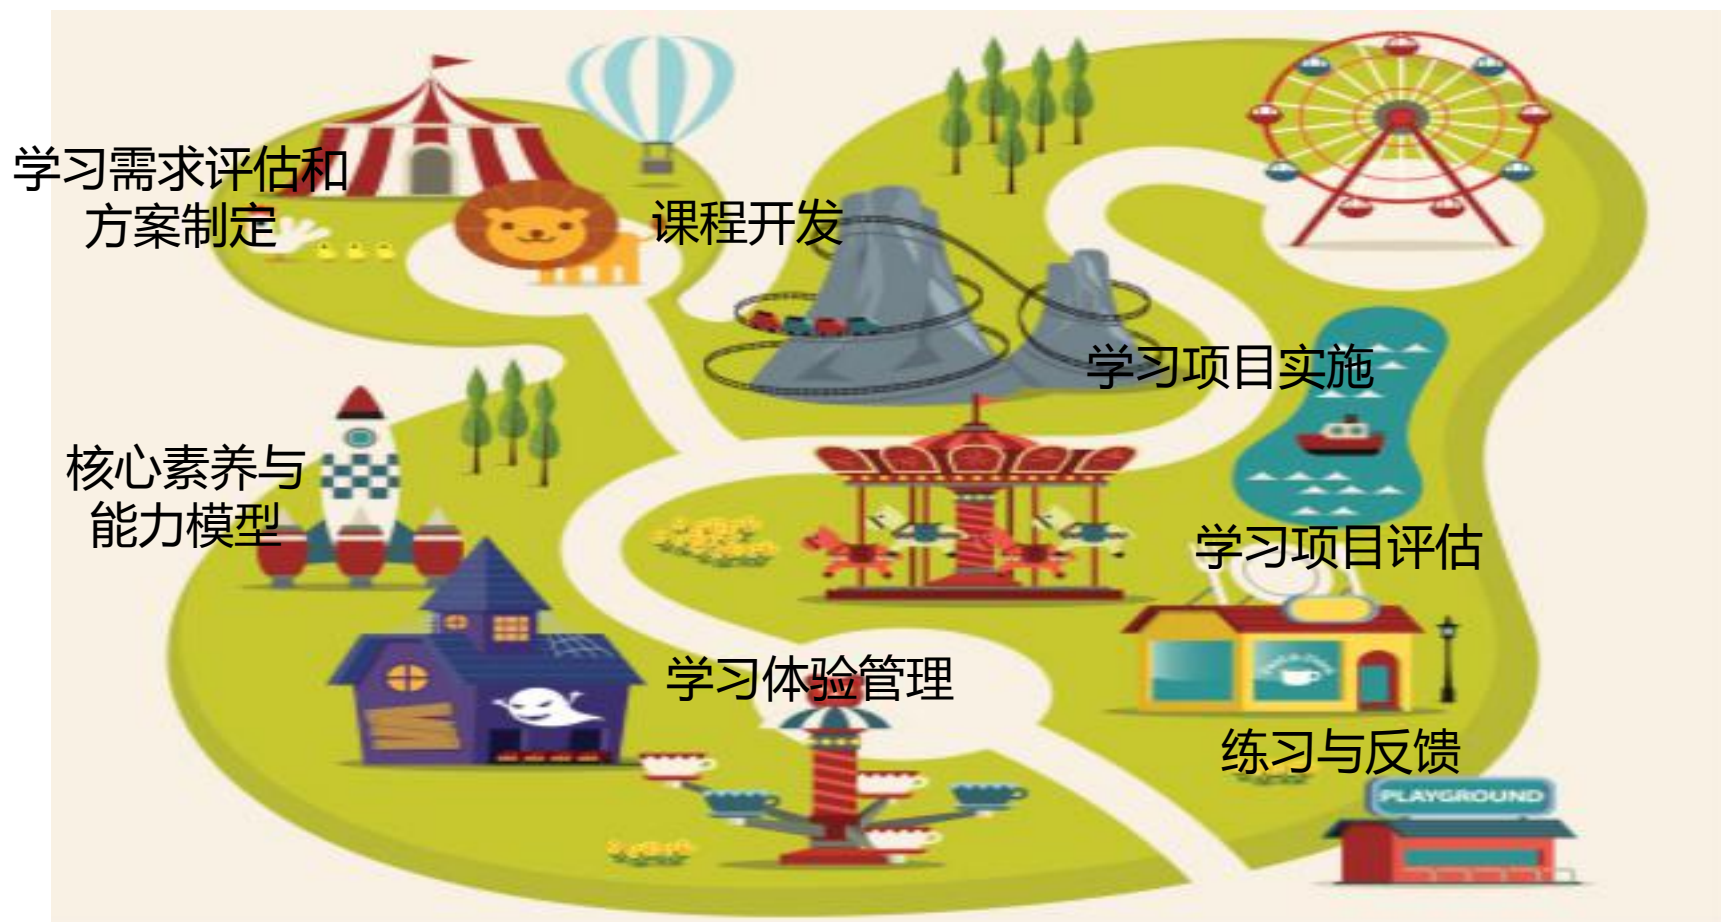 学习需求评估和
方案制定
课程开发
学习项目实施
核心素养与
能力模型
学习项目评估
学习体验管理
练习与反馈
PLAYGROUND